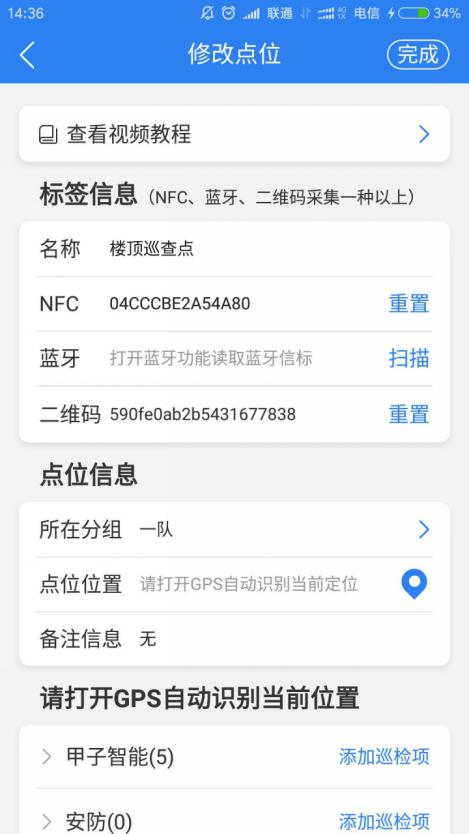 14:36 联通 4G 1X 电信 34%
修改点位 完成
查看视频教程
标签信息（NFC、蓝牙、二维码采集一种以上）
名称 楼顶巡查点
NFC 04CCCBE2A54A80 重置
蓝牙 打开蓝牙功能读取蓝牙信标 扫描
二维码 590fe0ab2b5431677838 重置
点位信息
所在分组 一队
点位位置 请打开GPS自动识别当前定位
备注信息 无
请打开GPS自动识别当前位置
甲子智能(5) 添加巡检项
安防(0) 添加巡检项